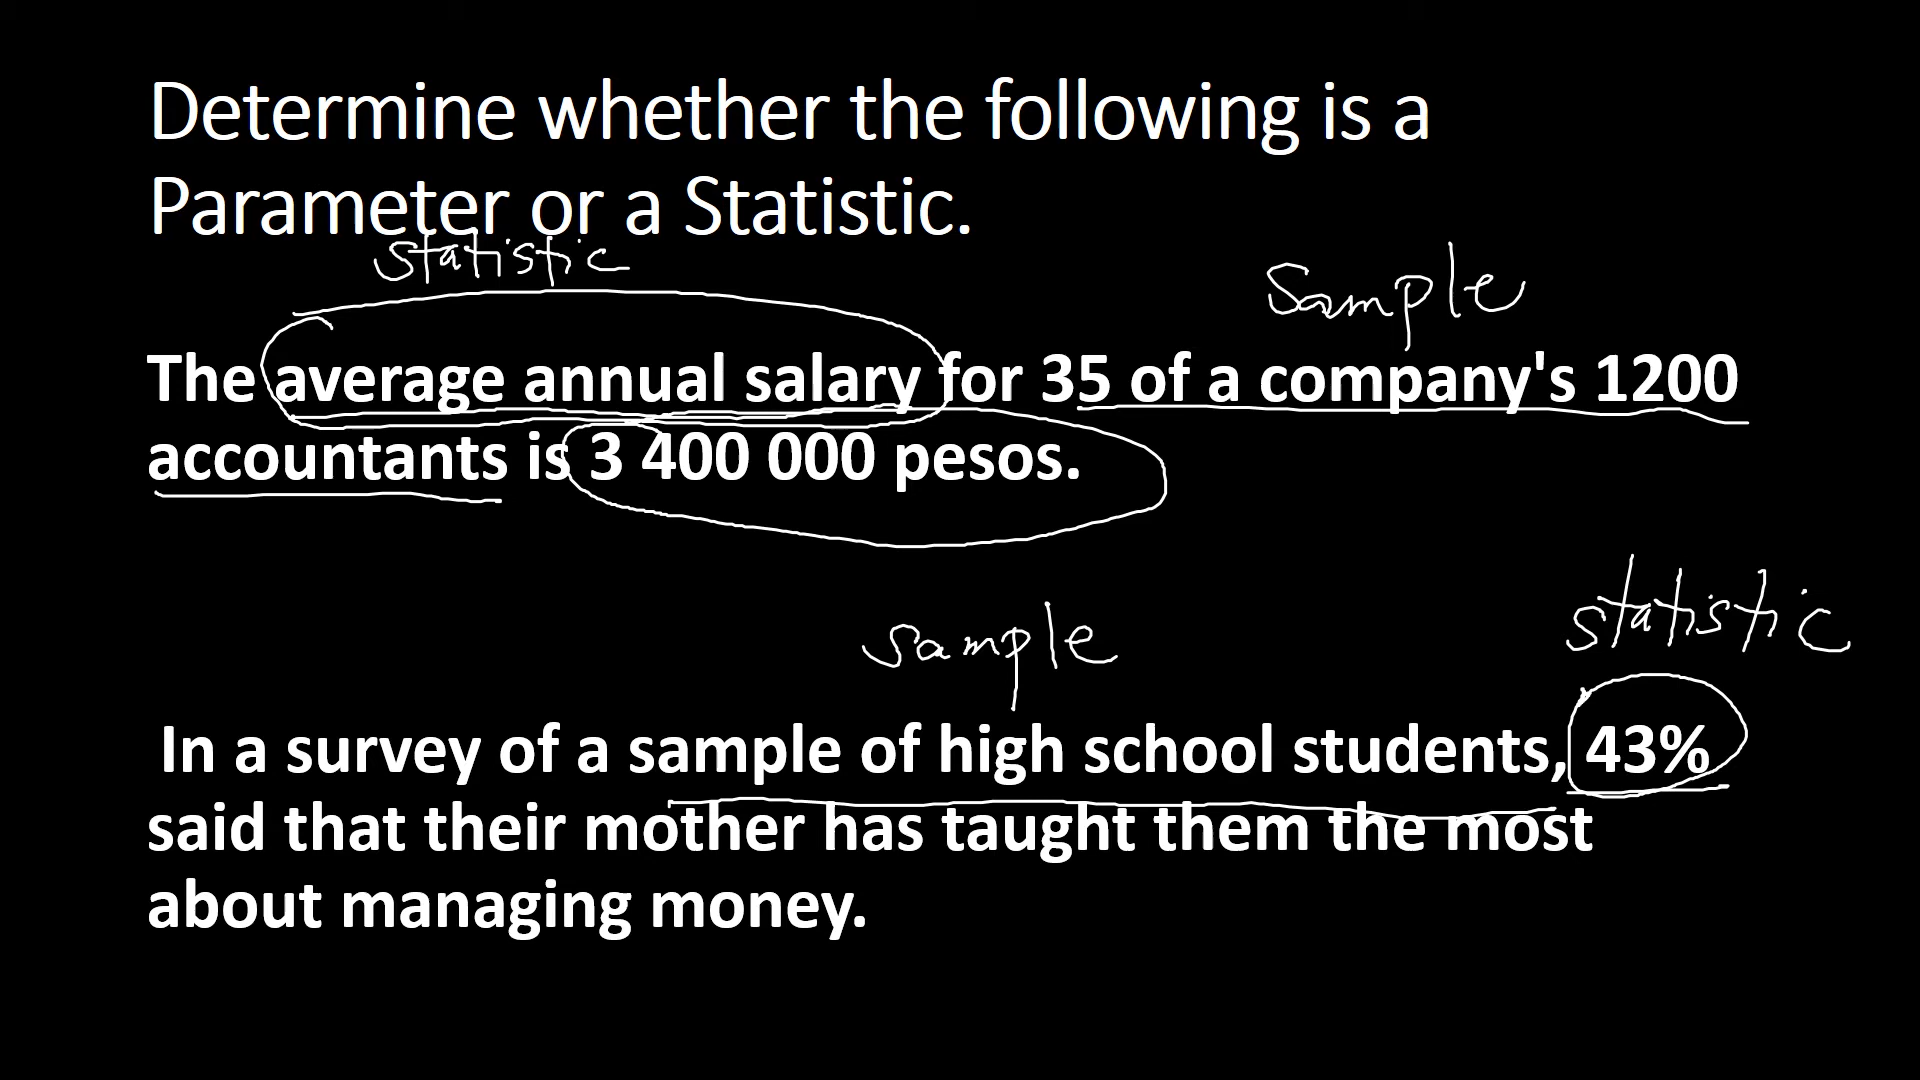 Determine whether the following is a
Parameter or a Statistic.
statistic
Sample
The average annual salary for 35 of a company's 1200
accountants is 3 400 000 pesos.
sample
statistic
In a survey of a sample of high school students, 43%
said that their mother has taught them the most
about managing money.